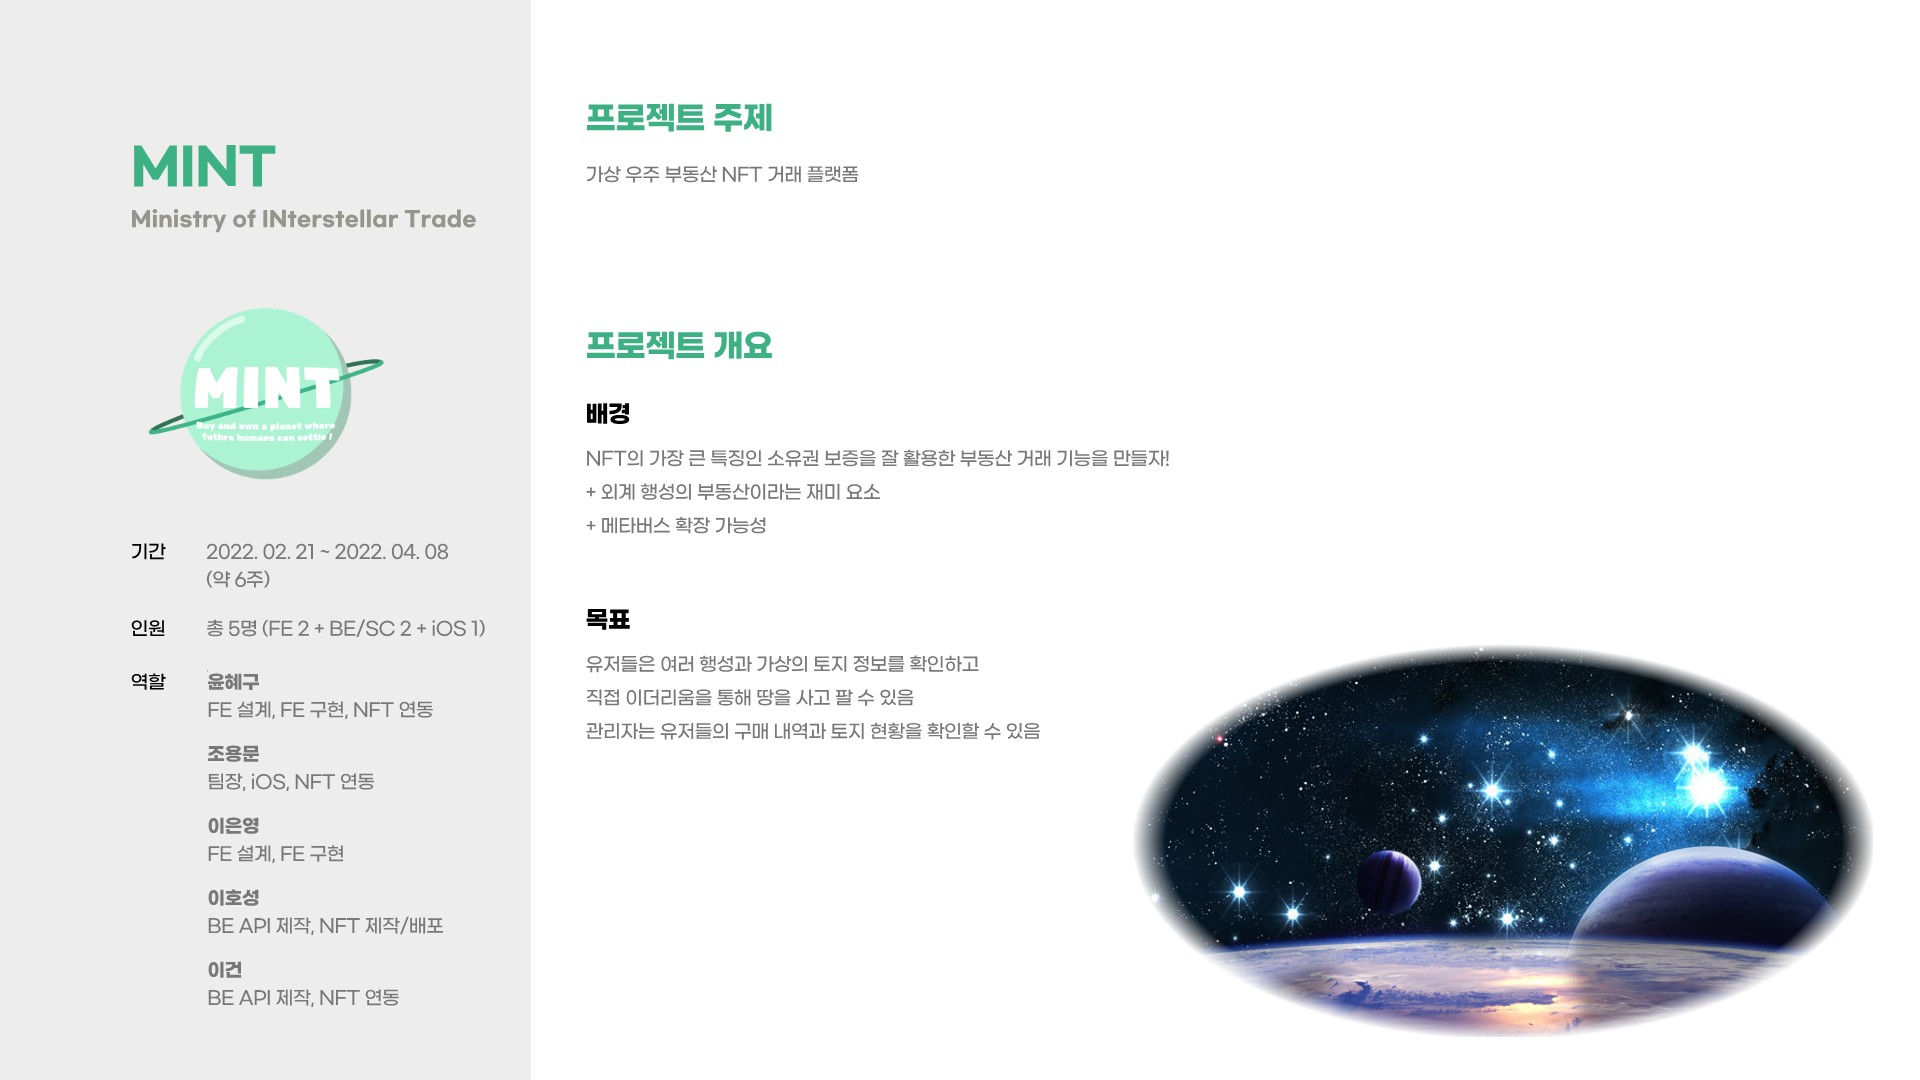 MINT
Ministry of INterstellar Trade
MINT
Buy and own a planet where
futhre humans can settle !
기간
2022. 02. 21 ~ 2022. 04. 08
(약 6주)
인원
총 5명 (FE 2 + BE/SC 2 + iOS 1)
역할
윤혜구
FE 설계, FE 구현, NFT 연동
조용문
팀장, iOS, NFT 연동
이은영
FE 설계, FE 구현
이호성
BE API 제작, NFT 제작/배포
이건
BE API 제작, NFT 연동
프로젝트 주제
가상 우주 부동산 NFT 거래 플랫폼
프로젝트 개요
배경
NFT의 가장 큰 특징인 소유권 보증을 잘 활용한 부동산 거래 기능을 만들자!
+ 외계 행성의 부동산이라는 재미 요소
+ 메타버스 확장 가능성
목표
유저들은 여러 행성과 가상의 토지 정보를 확인하고
직접 이더리움을 통해 땅을 사고 팔 수 있음
관리자는 유저들의 구매 내역과 토지 현황을 확인할 수 있음